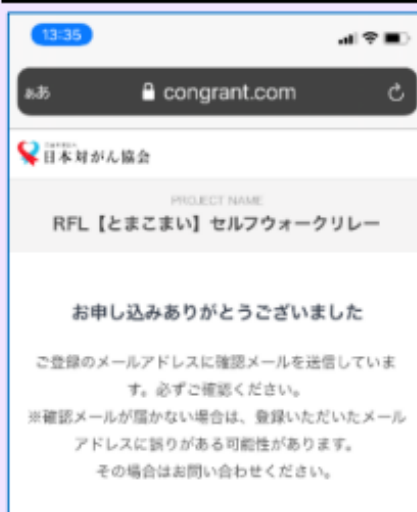 13:35
ぁあ congrant.com
日本対がん協会
PROJECT NAME
RFL【とまこまい】セルフウォークリレー
お申し込みありがとうございました
ご登録のメールアドレスに確認メールを送信していま
す。必ずご確認ください。
※確認メールが届かない場合は、登録いただいたメール
アドレスに誤りがある可能性があります。
その場合はお問い合わせください。